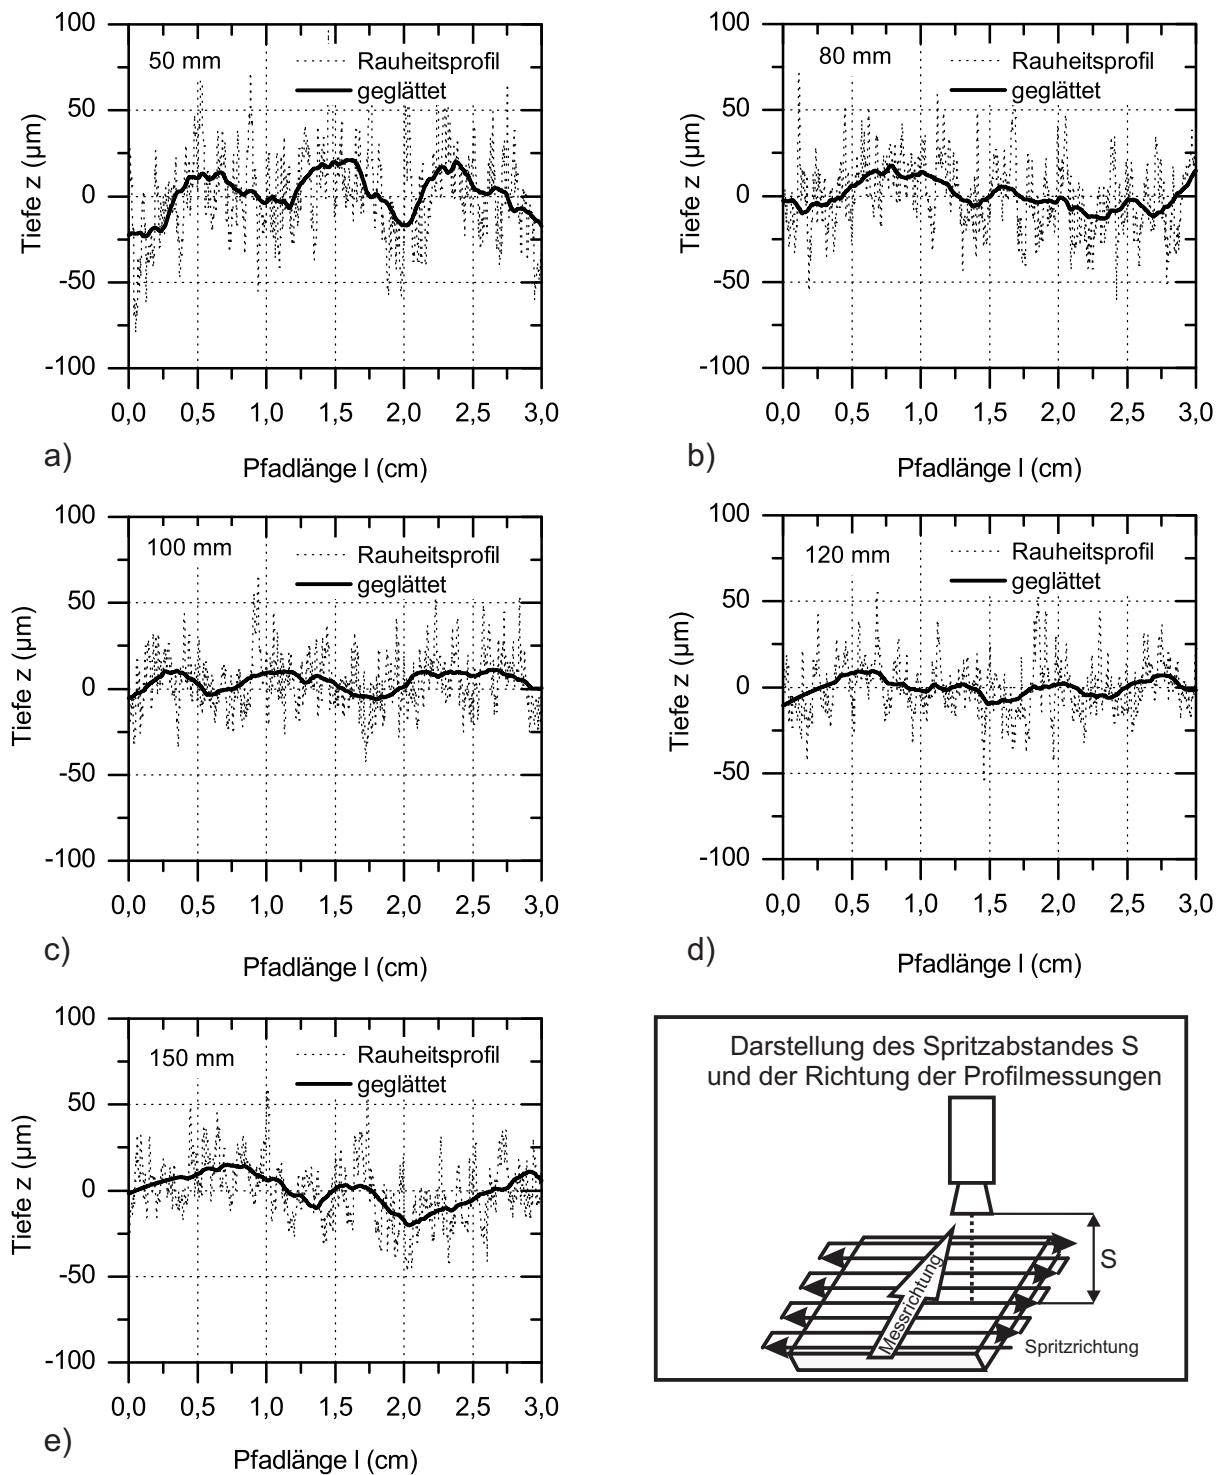 100
50
0
-50
-100
Tiefe z (µm)
50 mm
Rauheitsprofil
geglättet
0,0 0,5 1,0 1,5 2,0 2,5 3,0
a)
Pfadlänge l (cm)
100
50
0
-50
-100
Tiefe z (µm)
80 mm
Rauheitsprofil
geglättet
0,0 0,5 1,0 1,5 2,0 2,5 3,0
b)
Pfadlänge l (cm)
100
50
0
-50
-100
Tiefe z (µm)
100 mm
Rauheitsprofil
geglättet
0,0 0,5 1,0 1,5 2,0 2,5 3,0
c)
Pfadlänge l (cm)
100
50
0
-50
-100
Tiefe z (µm)
120 mm
Rauheitsprofil
geglättet
0,0 0,5 1,0 1,5 2,0 2,5 3,0
d)
Pfadlänge l (cm)
100
50
0
-50
-100
Tiefe z (µm)
150 mm
Rauheitsprofil
geglättet
0,0 0,5 1,0 1,5 2,0 2,5 3,0
e)
Pfadlänge l (cm)
Darstellung des Spritzabstandes S
und der Richtung der Profilmessungen
S
Messrichtung
Spritzrichtung